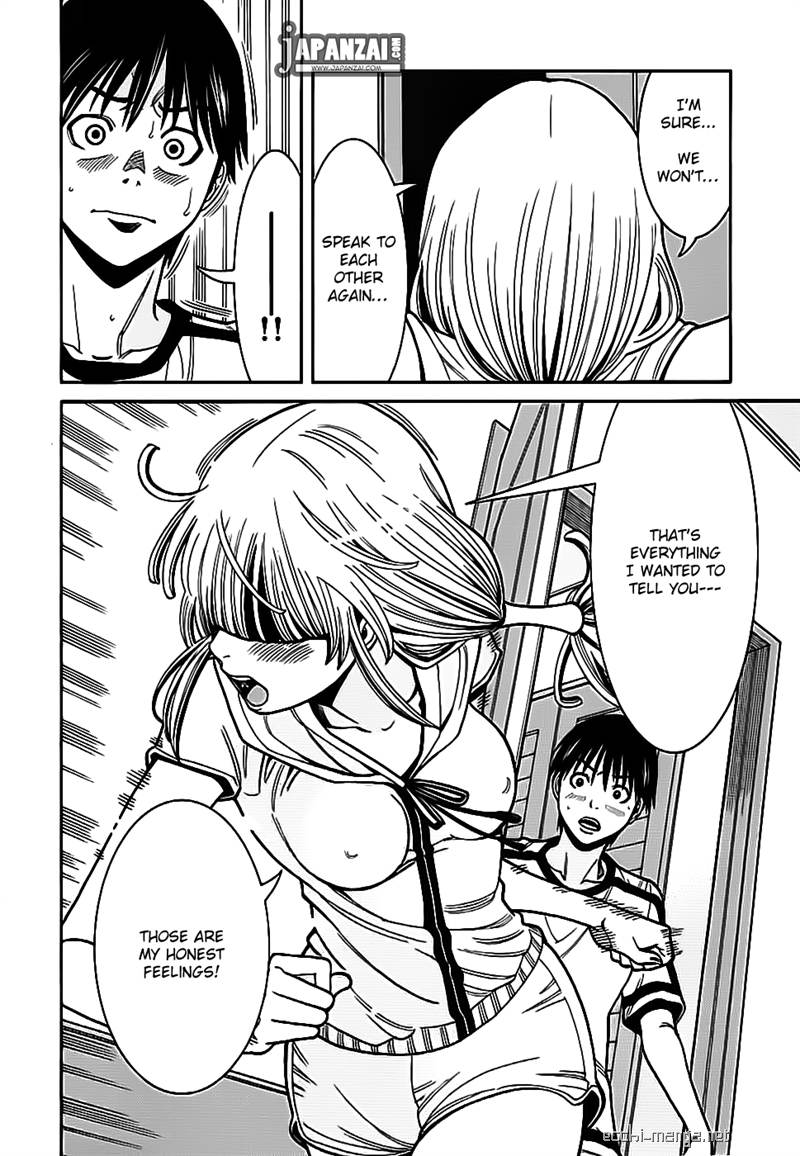 JAPANZAI.COM
WWW.JAPANZAI.COM
I'M
SURE...
WE
WON'T...
SPEAK TO
EACH
OTHER
AGAIN...
—!!
THAT'S
EVERYTHING
I WANTED TO
TELL YOU---
THOSE ARE
MY HONEST
FEELINGS!
ecchi-manga.net